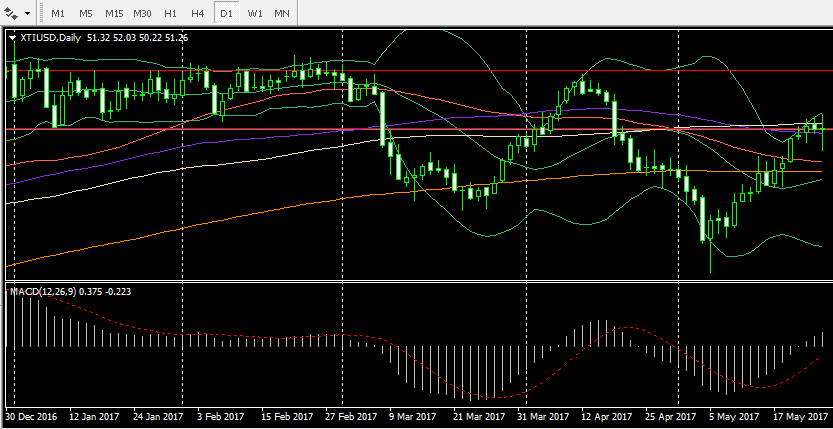 M1 M5 M15 M30 H1 H4 D1 W1 MN
XTIUSD,Daily 51.32 52.03 50.22 51.26
MACD(12,26,9) 0.375 -0.223
30 Dec 2016 12 Jan 2017 24 Jan 2017 3 Feb 2017 15 Feb 2017 27 Feb 2017 9 Mar 2017 21 Mar 2017 31 Mar 2017 12 Apr 2017 25 Apr 2017 5 May 2017 17 May 2017